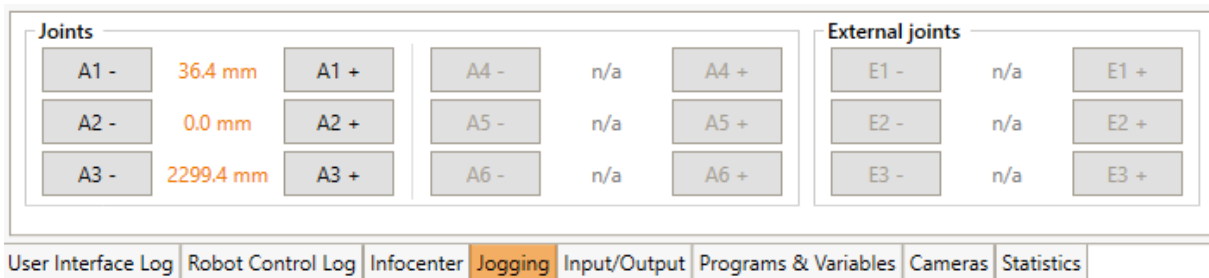 Joints External joints
A1 - 36.4 mm A1 + A4 - n/a A4 + E1 - n/a E1 +
A2 - 0.0 mm A2 + A5 - n/a A5 + E2 - n/a E2 +
A3 - 2299.4 mm A3 + A6 - n/a A6 + E3 - n/a E3 +
User Interface Log Robot Control Log Infocenter Jogging Input/Output Programs & Variables Cameras Statistics